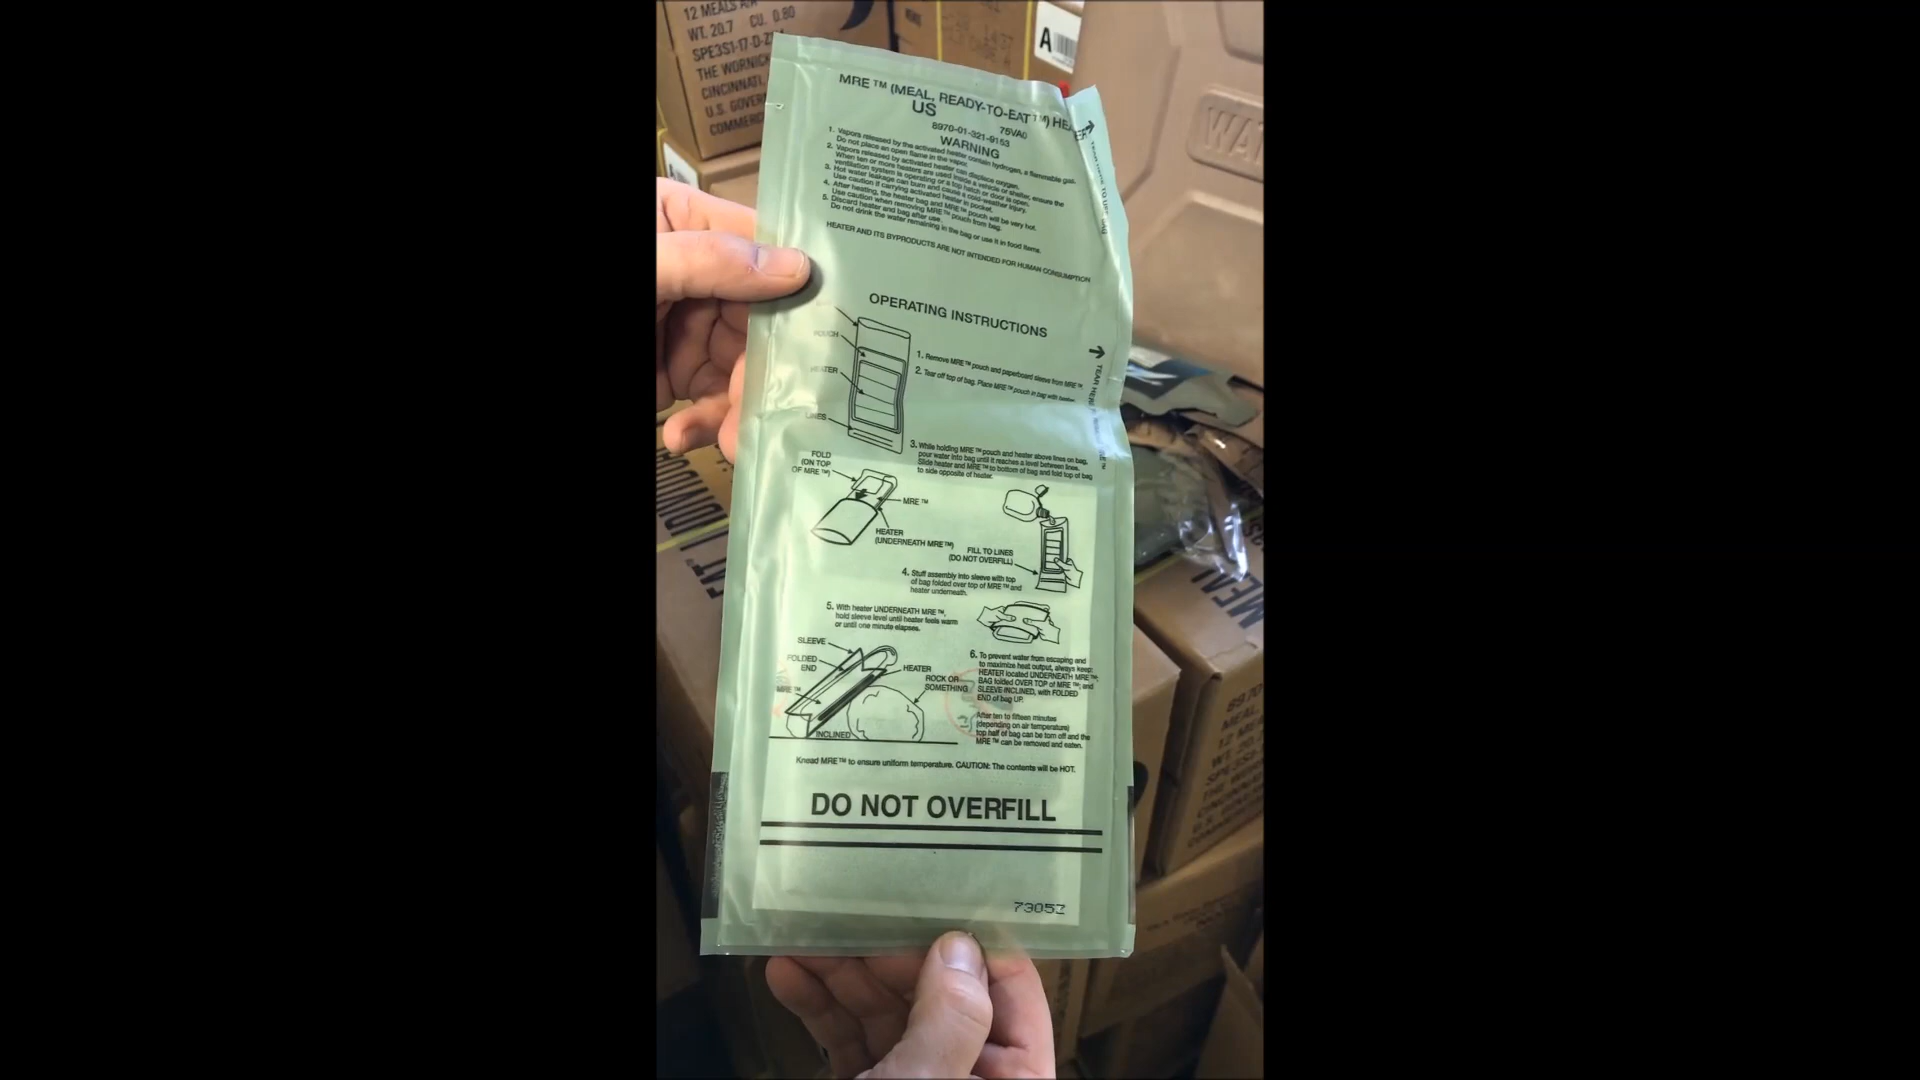 12 MEALS
WT. 20.7 CU. 0.80
SPE3S1-17-D-Z
THE WORNICK
CINCINNATI,
U.S. GOVER
COMMERC
A
MRE™ (MEAL, READY-TO-EAT™) HEA
US
8970-01-321-9153 75VA0
WARNING
1. Vapors released by the activated heater contain hydrogen, a flammable gas.
Do not place an open flame in the vapor.
2. Vapors released by activated heater can displace oxygen.
When ten or more heaters are used inside a vehicle or shelter, ensure the
ventilation system is operating or a top hatch or door is open.
3. Hot water leakage can burn and cause a cold-weather injury.
Use caution if carrying activated heater in pocket.
4. After heating, the heater bag and MRE™ pouch will be very hot.
Use caution when removing MRE™ pouch from bag.
5. Discard heater and bag after use.
Do not drink the water remaining in the bag or use it in food items.
HEATER AND ITS BYPRODUCTS ARE NOT INTENDED FOR HUMAN CONSUMPTION
OPERATING INSTRUCTIONS
POUCH
HEATER
LINES
1. Remove MRE™ pouch and paperboard sleeve from MRE™.
2. Tear off top of bag. Place MRE™ pouch in bag with heater.
3. While holding MRE™ pouch and heater above lines on bag,
pour water into bag until it reaches a level between lines.
Slide heater and MRE™ to bottom of bag and fold top of bag
to side opposite of heater.
FOLD
(ON TOP
OF MRE™)
MRE™
HEATER
(UNDERNEATH MRE™)
FILL TO LINES
(DO NOT OVERFILL)
4. Stuff assembly into sleeve with top
of bag folded over top of MRE™ and
heater underneath.
5. With heater UNDERNEATH MRE™,
hold sleeve level until heater feels warm
or until one minute elapses.
SLEEVE
FOLDED
END
MRE™
HEATER
ROCK OR
SOMETHING
INCLINED
6. To prevent water from escaping and
to maximize heat output, always keep:
HEATER located UNDERNEATH MRE™;
BAG folded OVER TOP of MRE™; and
SLEEVE INCLINED, with FOLDED
END of bag UP.
After ten to fifteen minutes
(depending on air temperature)
top half of bag can be torn off and the
MRE™ can be removed and eaten.
Knead MRE™ to ensure uniform temperature. CAUTION: The contents will be HOT.
DO NOT OVERFILL
7305Z
TEAR HERE
WA
INDIVIDUAL
MEAL
8970
MEAL,
12 ME
WT. 20.7